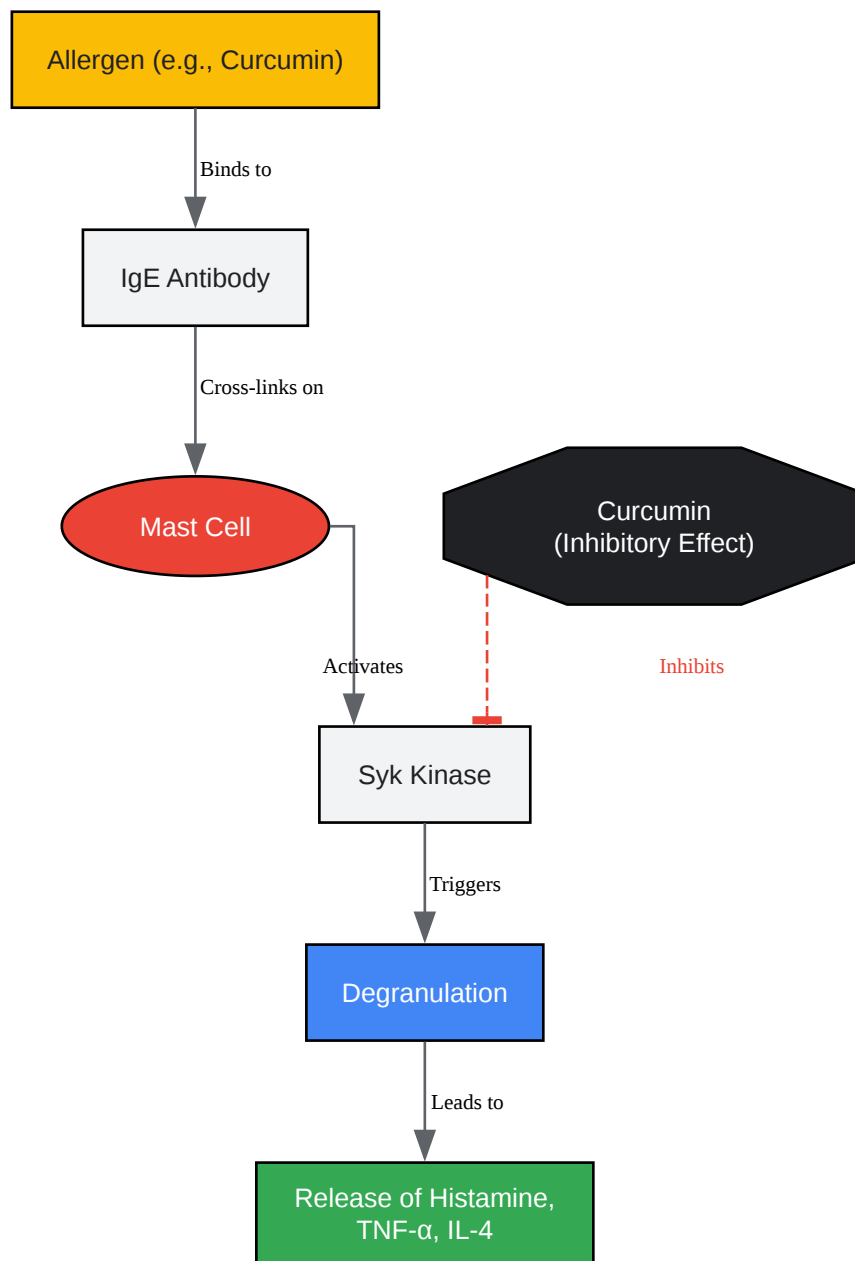 Allergen (e.g., Curcumin)
Binds to
IgE Antibody
Cross-links on
Mast Cell
Curcumin
(Inhibitory Effect)
Activates
Inhibits
Syk Kinase
Triggers
Degranulation
Leads to
Release of Histamine,
TNF-α, IL-4